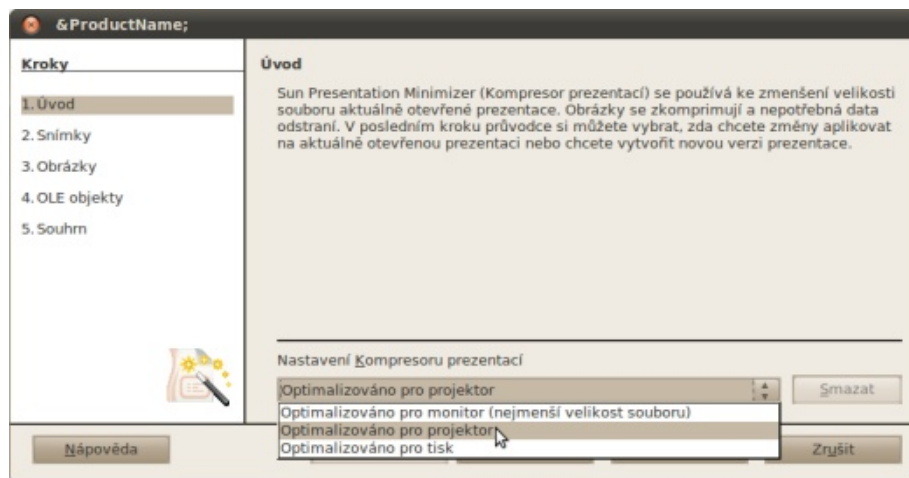 &ProductName;
Kroky
1. Úvod
2. Snímky
3. Obrázky
4. OLE objekty
5. Souhrn
Úvod
Sun Presentation Minimizer (Kompresor prezentací) se používá ke zmenšení velikosti
souboru aktuálně otevřené prezentace. Obrázky se zkomprimují a nepotřebná data
odstraní. V posledním kroku průvodce si můžete vybrat, zda chcete změny aplikovat
na aktuálně otevřenou prezentaci nebo chcete vytvořit novou verzi prezentace.
Nastavení Kompresoru prezentací
Optimalizováno pro projektor
Smazat
Optimalizováno pro monitor (nejmenší velikost souboru)
Optimalizováno pro projektor
Optimalizováno pro tisk
Nápověda
Zrušit